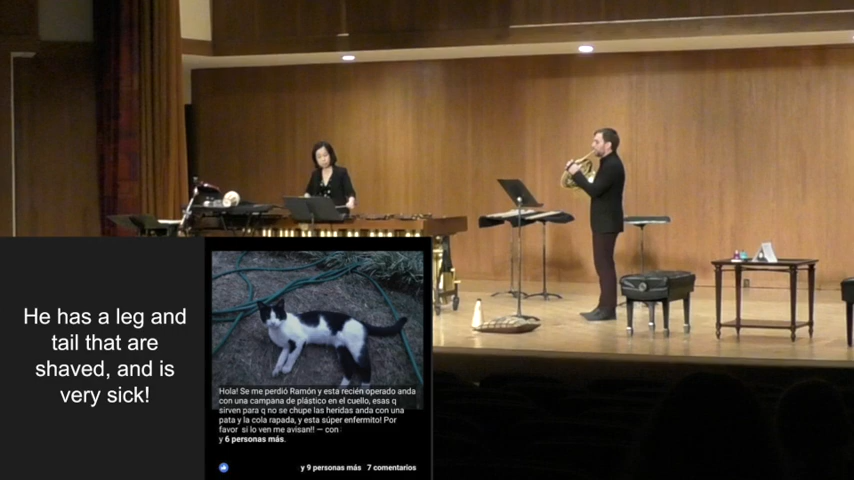 He has a leg and
tail that are
shaved, and is
very sick!
Hola! Se me perdió Ramón y esta recién operado anda
con una campana de plástico en el cuello, esas q
sirven para q no se chupe las heridas anda con una
pata y la cola rapada, y esta súper enfermito! Por
favor si lo ven me avisan!! — con
y 6 personas más.
y 9 personas más 7 comentarios